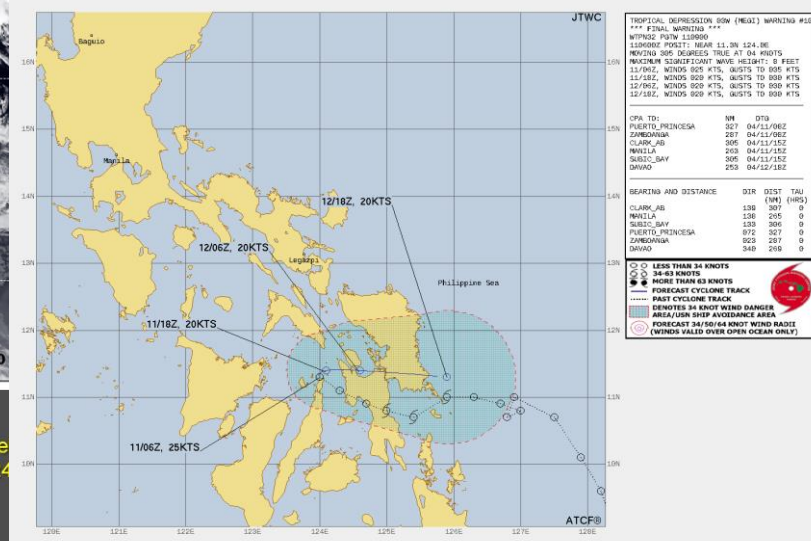 JTWC
Baguio
Manila
Legazpi
Philippine Sea
12/18Z, 20KTS
12/06Z, 20KTS
11/18Z, 20KTS
11/06Z, 25KTS
16N
15N
14N
13N
12N
11N
10N
16N
15N
14N
13N
12N
11N
10N
120E
121E
122E
123E
124E
125E
126E
127E
128E
ATCF®
TROPICAL DEPRESSION 03W (MEGI) WARNING #10
*** FINAL WARNING ***
WTPN32 PGTW 110900
110600Z POSIT: NEAR 11.3N 124.0E
MOVING 305 DEGREES TRUE AT 04 KNOTS
MAXIMUM SIGNIFICANT WAVE HEIGHT: 8 FEET
11/06Z, WINDS 025 KTS, GUSTS TO 035 KTS
11/18Z, WINDS 020 KTS, GUSTS TO 030 KTS
12/06Z, WINDS 020 KTS, GUSTS TO 030 KTS
12/18Z, WINDS 020 KTS, GUSTS TO 030 KTS
CPA TO: NM DTG
PUERTO_PRINCESA 327 04/11/06Z
ZAMBOANGA 287 04/11/06Z
CLARK_AB 305 04/11/15Z
MANILA 263 04/11/15Z
SUBIC_BAY 305 04/11/15Z
DAVAO 253 04/12/18Z
BEARING AND DISTANCE DIR DIST TAU
(NM) (HRS)
CLARK_AB 139 307 0
MANILA 138 265 0
SUBIC_BAY 133 306 0
PUERTO_PRINCESA 072 327 0
ZAMBOANGA 023 287 0
DAVAO 340 269 0
LESS THAN 34 KNOTS
34-63 KNOTS
MORE THAN 63 KNOTS
FORECAST CYCLONE TRACK
PAST CYCLONE TRACK
DENOTES 34 KNOT WIND DANGER
AREA/USN SHIP AVOIDANCE AREA
FORECAST 34/50/64 KNOT WIND RADII
(WINDS VALID OVER OPEN OCEAN ONLY)